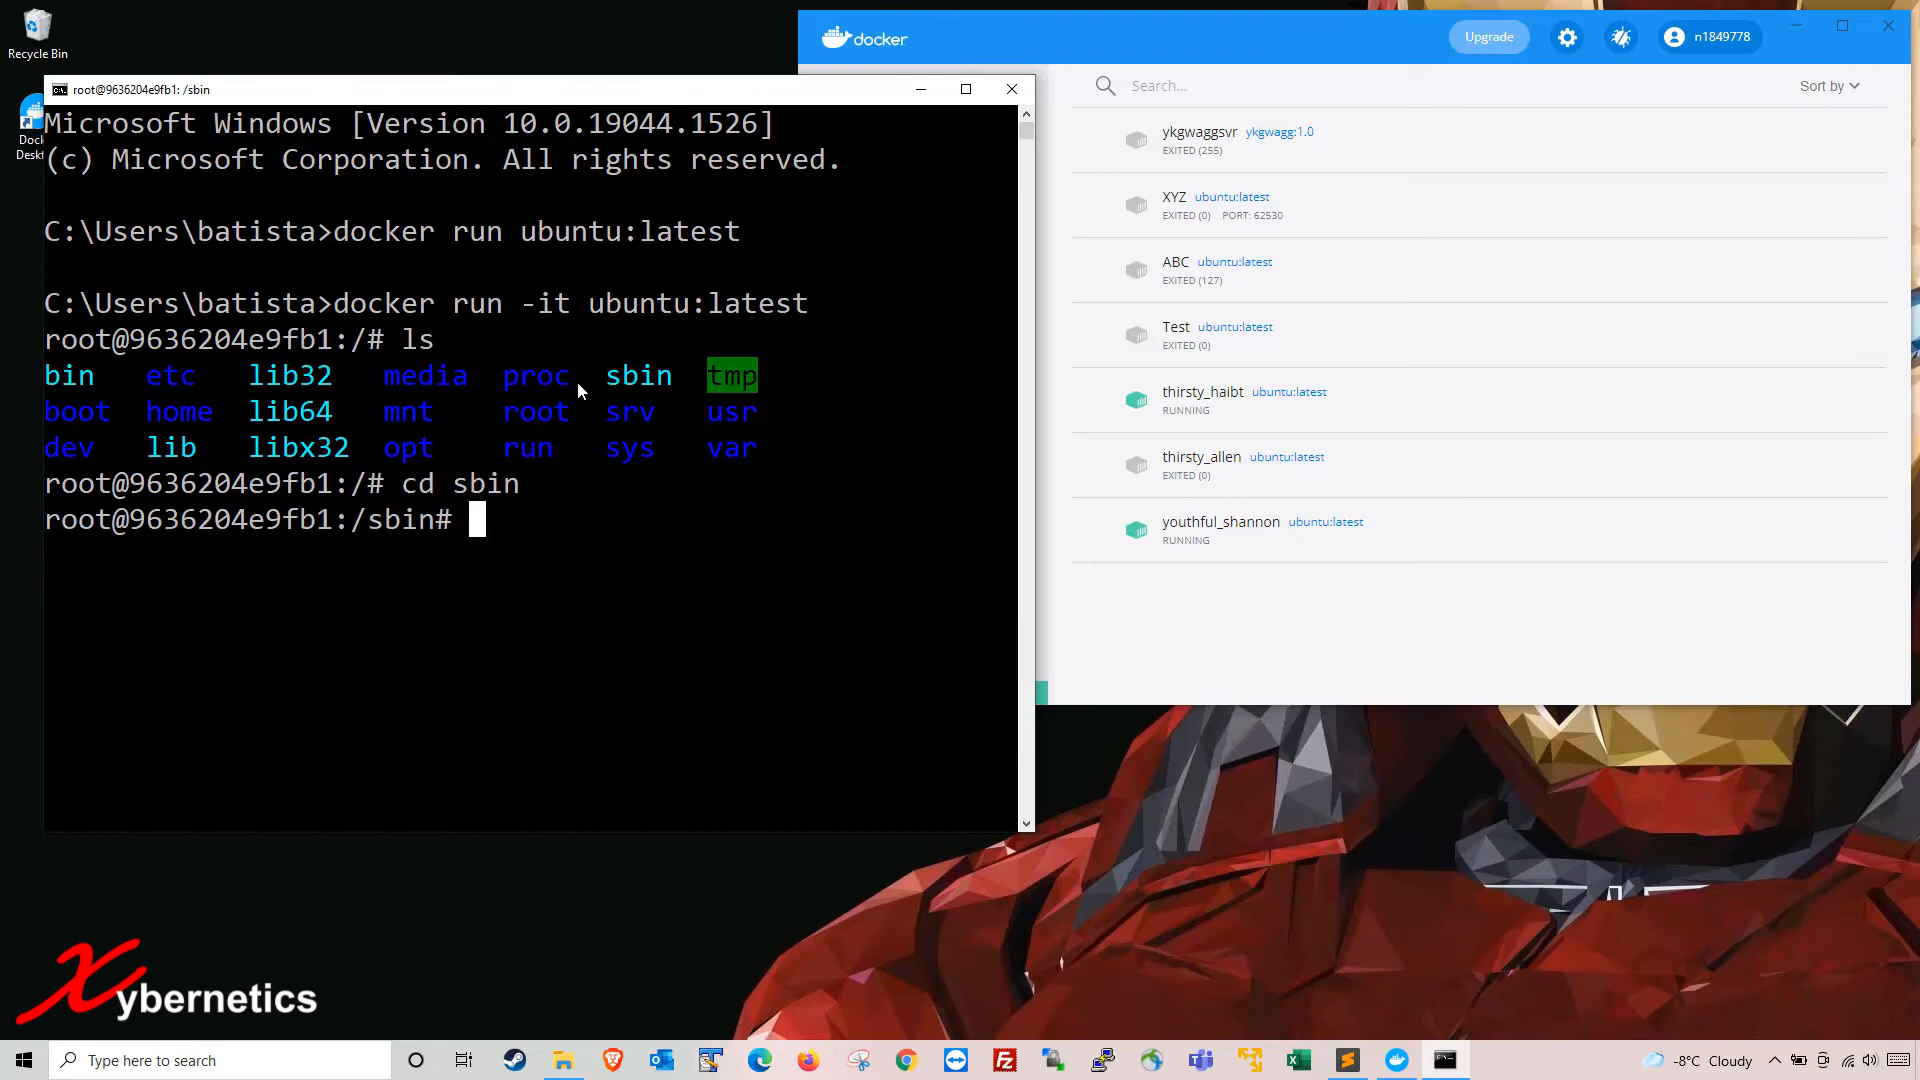 Recycle Bin
Dock
Deskt
docker
Upgrade
n1849778
root@9636204e9fb1: /sbin
Microsoft Windows [Version 10.0.19044.1526]
(c) Microsoft Corporation. All rights reserved.
C:\Users\batista>docker run ubuntu:latest
C:\Users\batista>docker run -it ubuntu:latest
root@9636204e9fb1:/# ls
bin etc lib32 media proc sbin tmp
boot home lib64 mnt root srv usr
dev lib libx32 opt run sys var
root@9636204e9fb1:/# cd sbin
root@9636204e9fb1:/sbin#
Search...
Sort by
ykgwaggsvr ykgwagg:1.0
EXITED (255)
XYZ ubuntu:latest
EXITED (0) PORT: 62530
ABC ubuntu:latest
EXITED (127)
Test ubuntu:latest
EXITED (0)
thirsty_haibt ubuntu:latest
RUNNING
thirsty_allen ubuntu:latest
EXITED (0)
youthful_shannon ubuntu:latest
RUNNING
Xybernetics
Type here to search
-8°C Cloudy